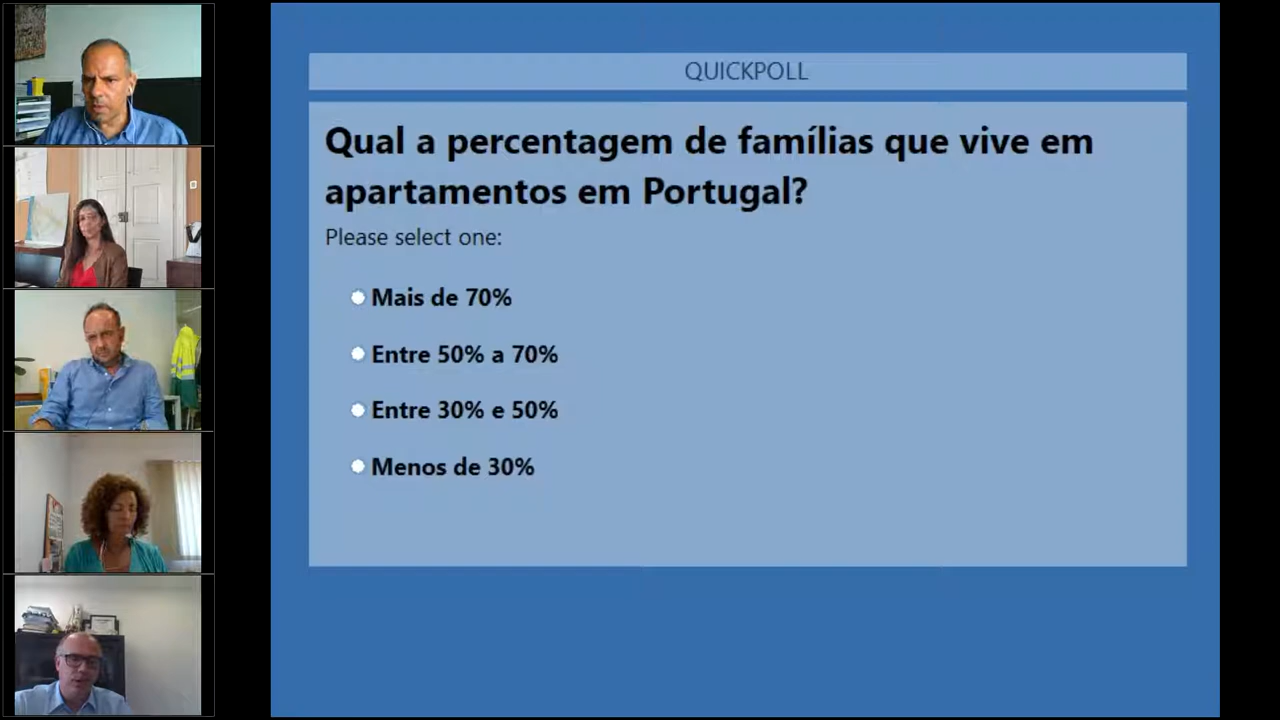 QUICKPOLL
Qual a percentagem de famílias que vive em
apartamentos em Portugal?
Please select one:
Mais de 70%
Entre 50% a 70%
Entre 30% e 50%
Menos de 30%